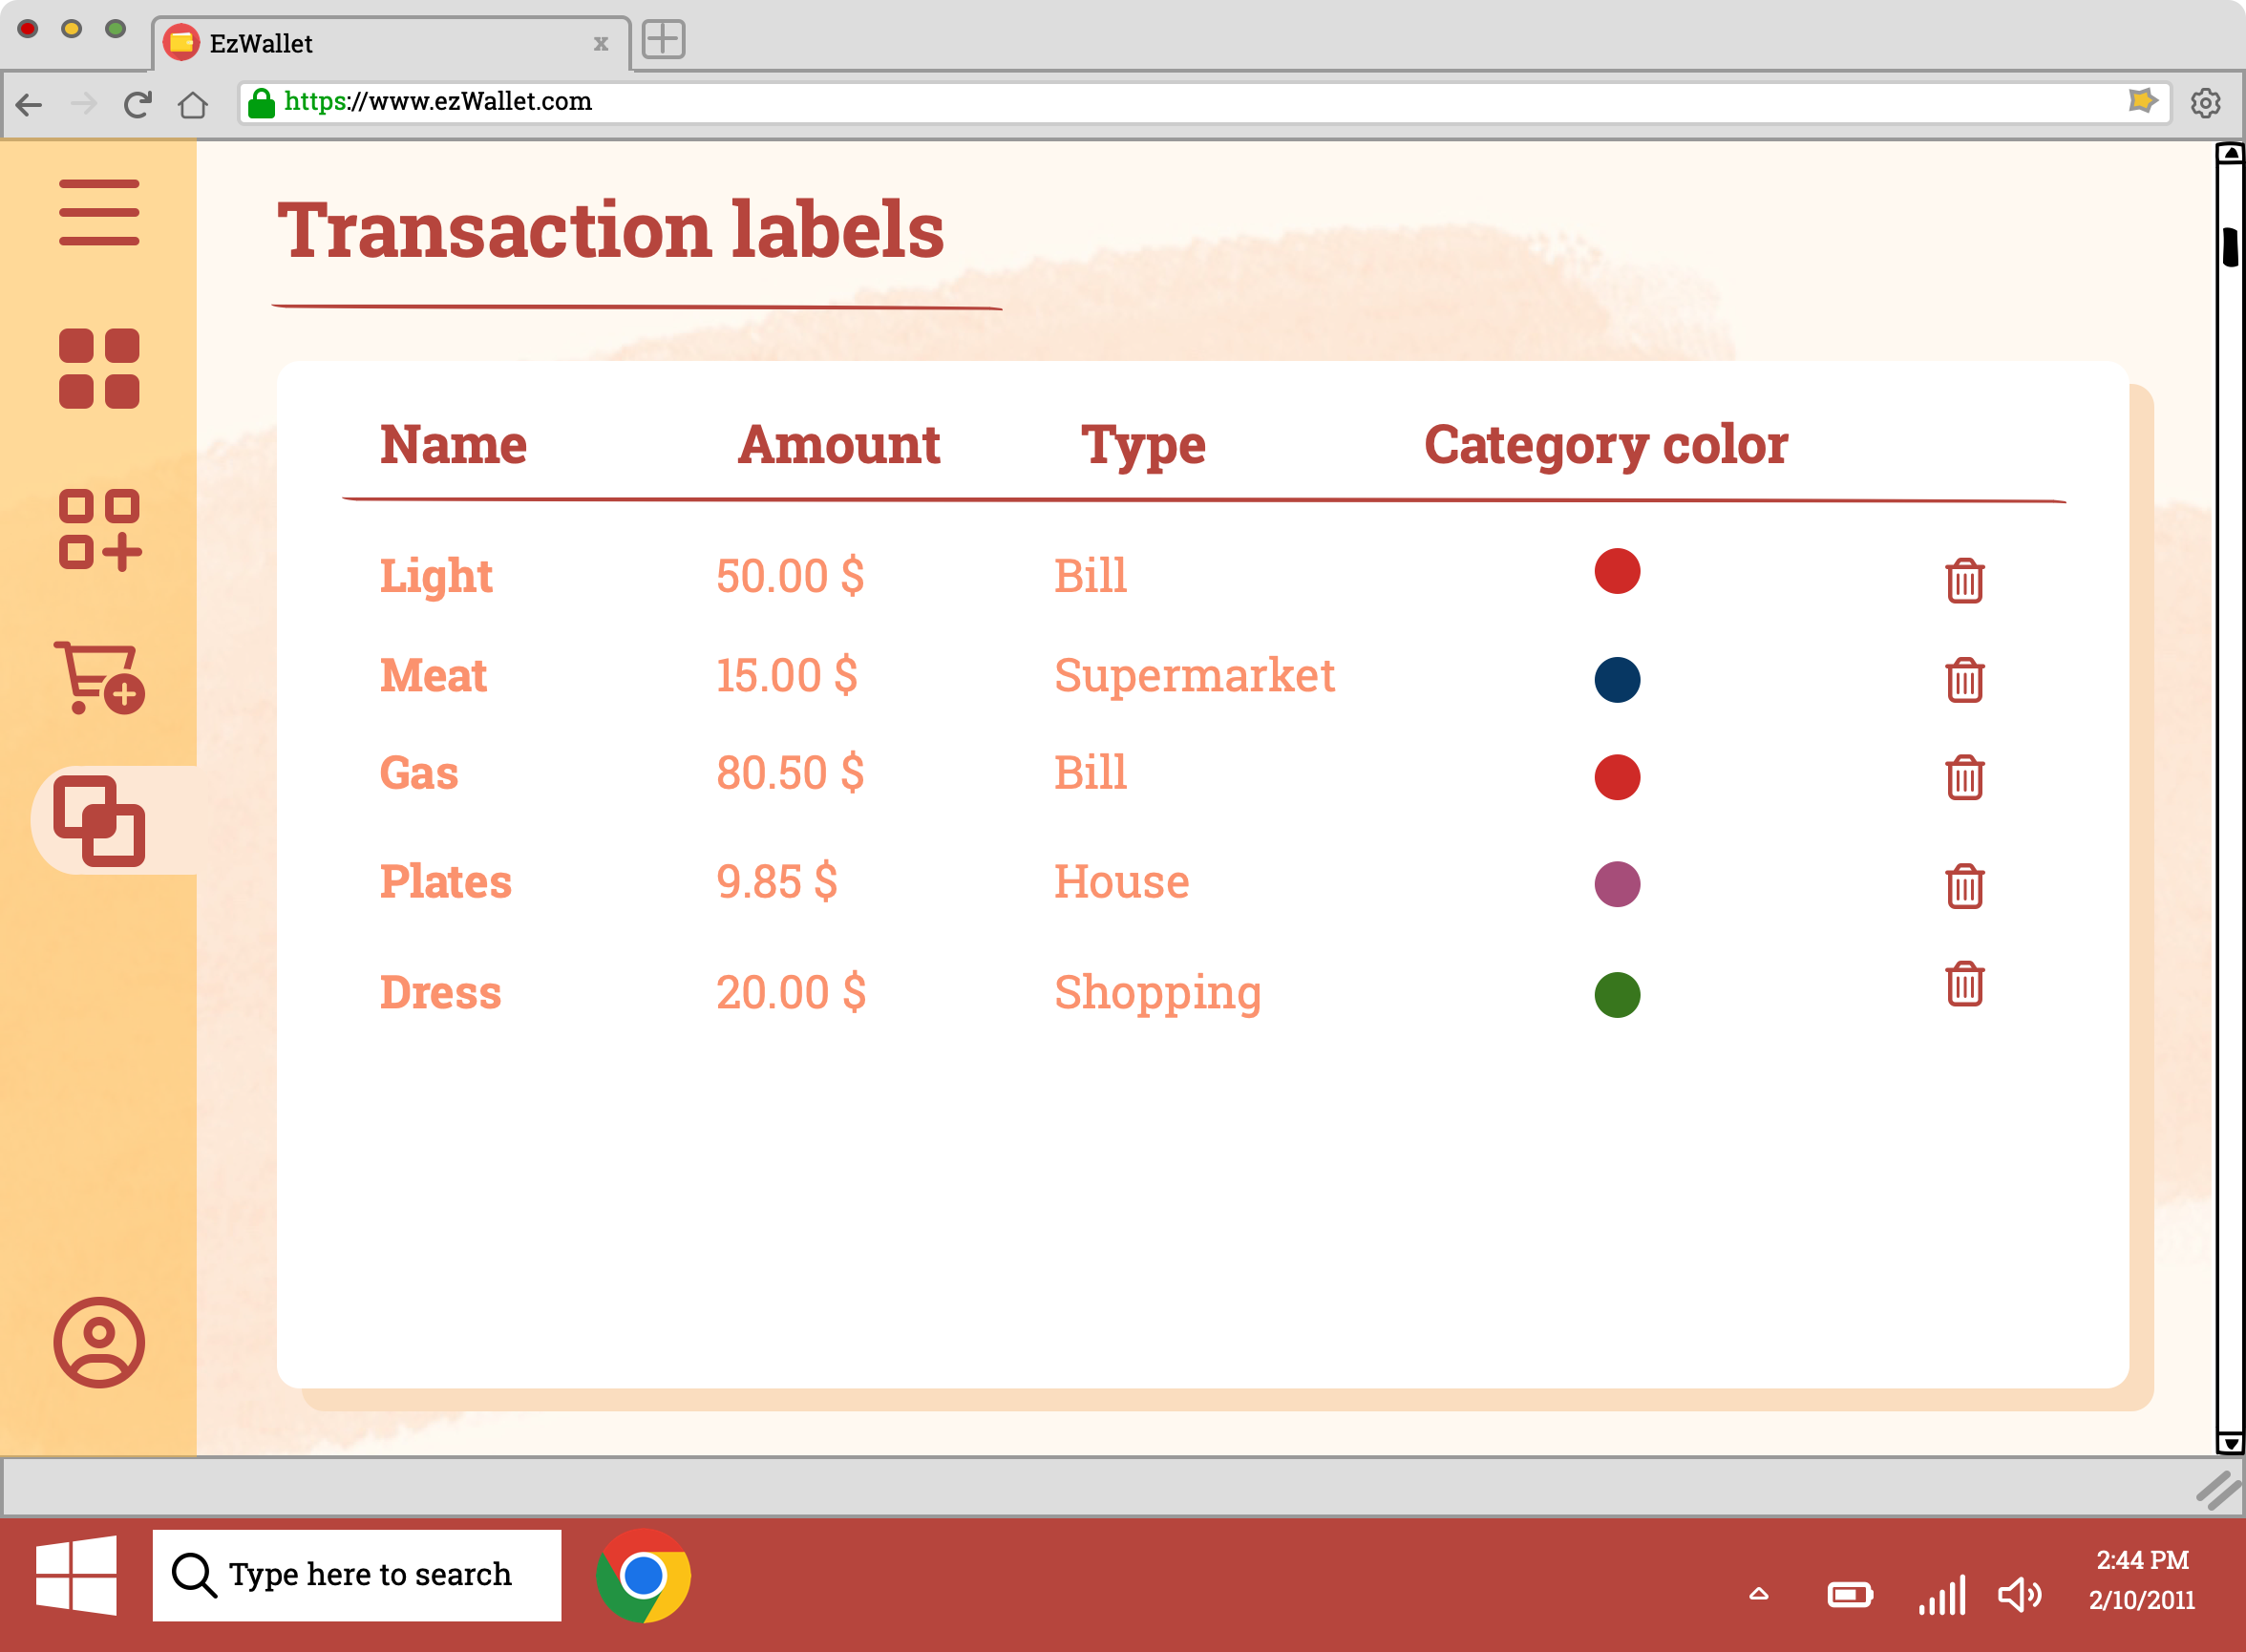 EzWallet x
https://www.ezWallet.com
Transaction labels
Name Amount Type Category color
Light 50.00 $ Bill
Meat 15.00 $ Supermarket
Gas 80.50 $ Bill
Plates 9.85 $ House
Dress 20.00 $ Shopping
Type here to search
2:44 PM
2/10/2011